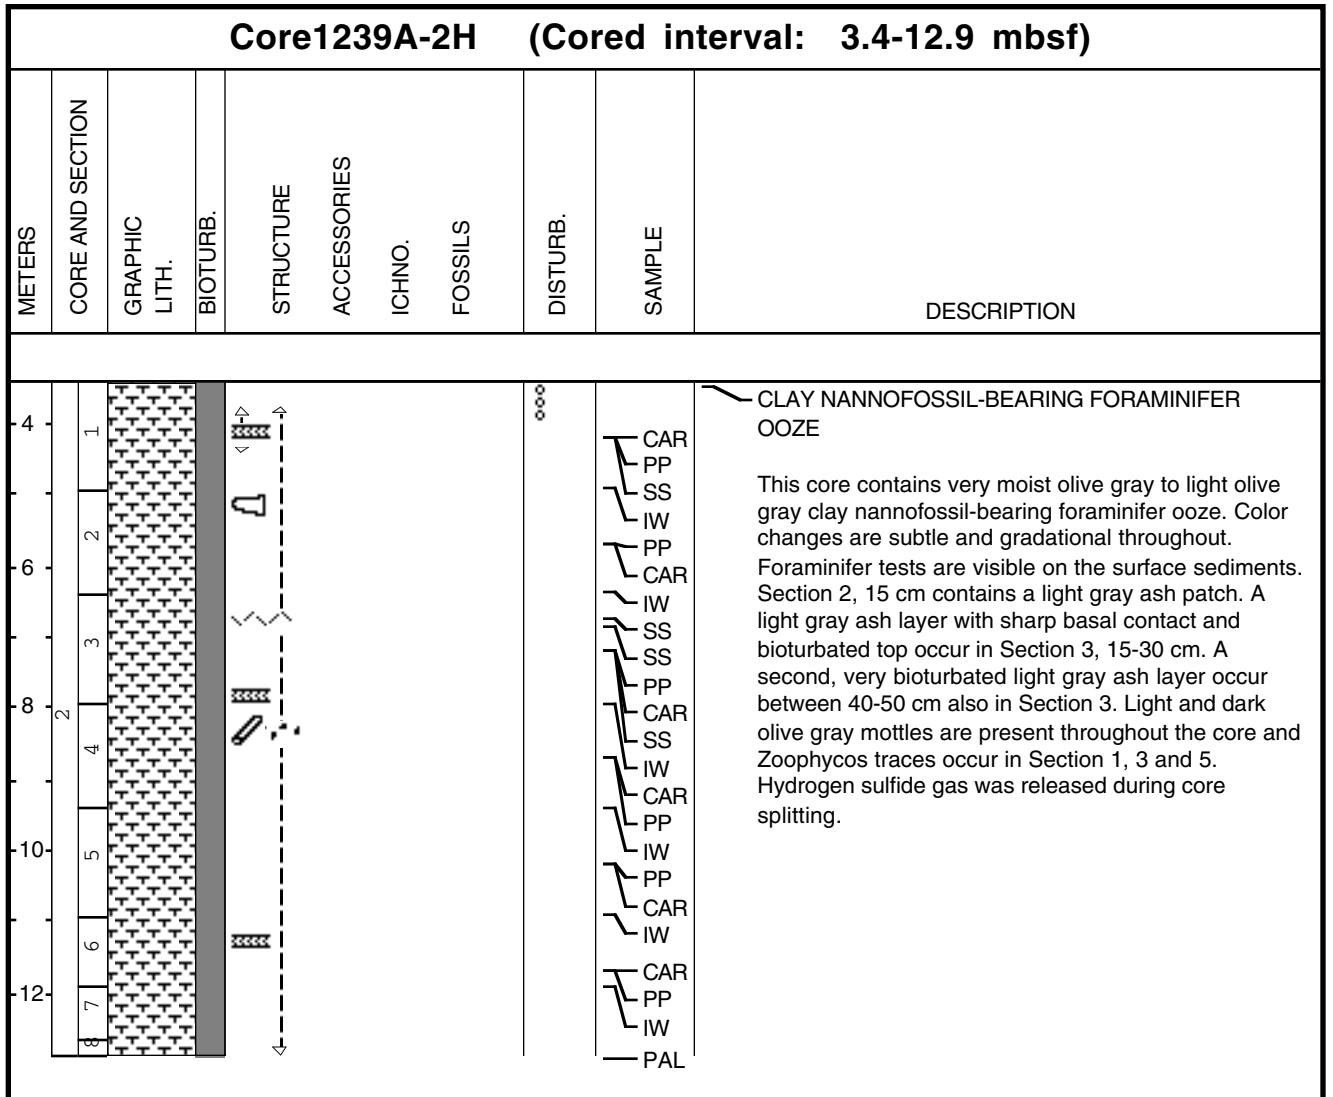 Core1239A-2H (Cored interval: 3.4-12.9 mbsf)
METERS
CORE AND SECTION
GRAPHIC
LITH.
BIOTURB.
STRUCTURE
ACCESSORIES
ICHNO.
FOSSILS
DISTURB.
SAMPLE
DESCRIPTION
4
6
8
10
12
2
1
2
3
4
5
6
7
8
CAR
PP
SS
IW
PP
CAR
IW
SS
SS
PP
CAR
SS
IW
CAR
PP
IW
PP
CAR
IW
CAR
PP
IW
PAL
CLAY NANNOFOSSIL-BEARING FORAMINIFER
OOZE
This core contains very moist olive gray to light olive
gray clay nannofossil-bearing foraminifer ooze. Color
changes are subtle and gradational throughout.
Foraminifer tests are visible on the surface sediments.
Section 2, 15 cm contains a light gray ash patch. A
light gray ash layer with sharp basal contact and
bioturbated top occur in Section 3, 15-30 cm. A
second, very bioturbated light gray ash layer occur
between 40-50 cm also in Section 3. Light and dark
olive gray mottles are present throughout the core and
Zoophycos traces occur in Section 1, 3 and 5.
Hydrogen sulfide gas was released during core
splitting.